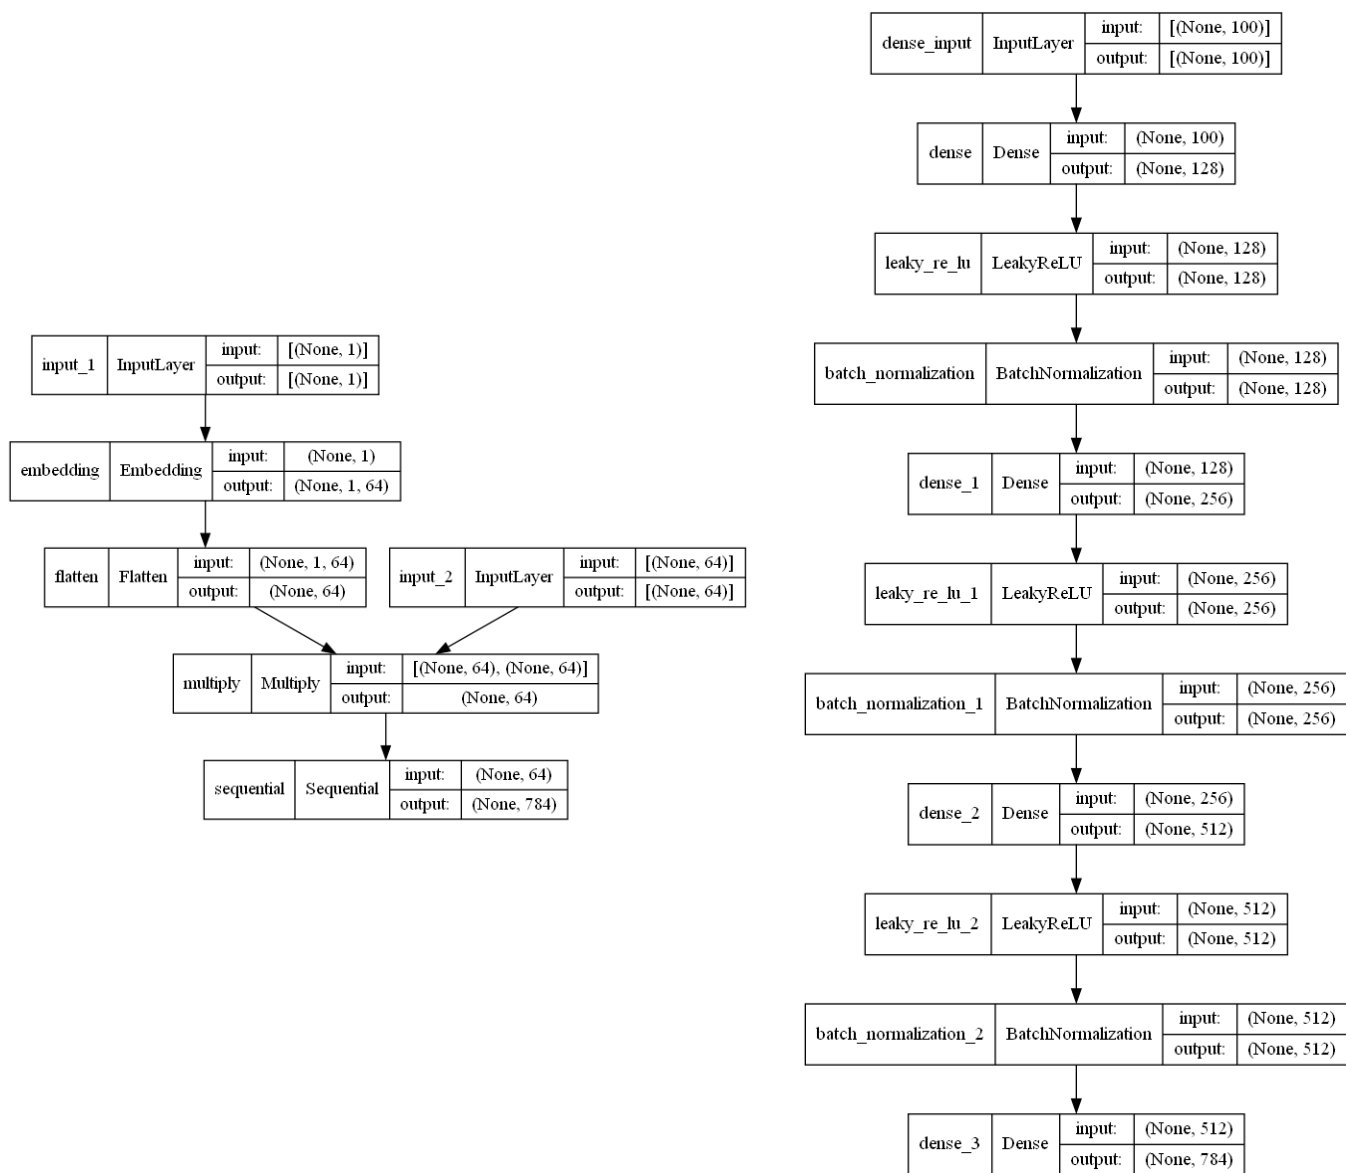 input_1 InputLayer input: [(None, 1)]
output: [(None, 1)]
embedding Embedding input: (None, 1)
output: (None, 1, 64)
flatten Flatten input: (None, 1, 64)
output: (None, 64)
input_2 InputLayer input: [(None, 64)]
output: [(None, 64)]
multiply Multiply input: [(None, 64), (None, 64)]
output: (None, 64)
sequential Sequential input: (None, 64)
output: (None, 784)
dense_input InputLayer input: [(None, 100)]
output: [(None, 100)]
dense Dense input: (None, 100)
output: (None, 128)
leaky_re_lu LeakyReLU input: (None, 128)
output: (None, 128)
batch_normalization BatchNormalization input: (None, 128)
output: (None, 128)
dense_1 Dense input: (None, 128)
output: (None, 256)
leaky_re_lu_1 LeakyReLU input: (None, 256)
output: (None, 256)
batch_normalization_1 BatchNormalization input: (None, 256)
output: (None, 256)
dense_2 Dense input: (None, 256)
output: (None, 512)
leaky_re_lu_2 LeakyReLU input: (None, 512)
output: (None, 512)
batch_normalization_2 BatchNormalization input: (None, 512)
output: (None, 512)
dense_3 Dense input: (None, 512)
output: (None, 784)